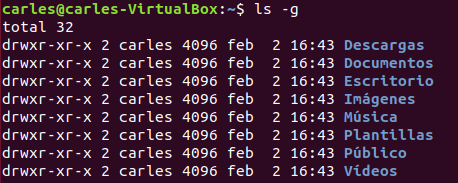 carles@carles-VirtualBox:~$ ls -g
total 32
drwxr-xr-x 2 carles 4096 feb  2 16:43 Descargas
drwxr-xr-x 2 carles 4096 feb  2 16:43 Documentos
drwxr-xr-x 2 carles 4096 feb  2 16:43 Escritorio
drwxr-xr-x 2 carles 4096 feb  2 16:43 Imágenes
drwxr-xr-x 2 carles 4096 feb  2 16:43 Música
drwxr-xr-x 2 carles 4096 feb  2 16:43 Plantillas
drwxr-xr-x 2 carles 4096 feb  2 16:43 Público
drwxr-xr-x 2 carles 4096 feb  2 16:43 Vídeos